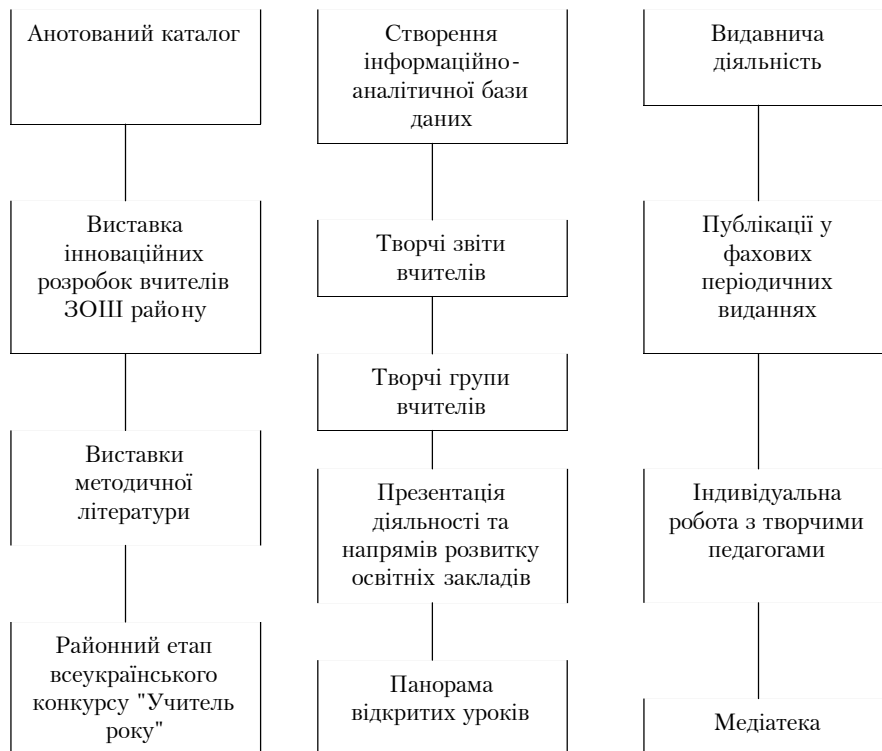 Анотований каталог
Виставка
інноваційних
розробок вчителів
ЗОШ району
Виставки
методичної
літератури
Районний етап
всеукраїнського
конкурсу "Учитель
року"
Створення
інформаційно-
аналітичної бази
даних
Творчі звіти
вчителів
Творчі групи
вчителів
Презентація
діяльності та
напрямів розвитку
освітніх закладів
Панорама
відкритих уроків
Видавнича
діяльність
Публікації у
фахових
періодичних
виданнях
Індивідуальна
робота з творчими
педагогами
Медіатека